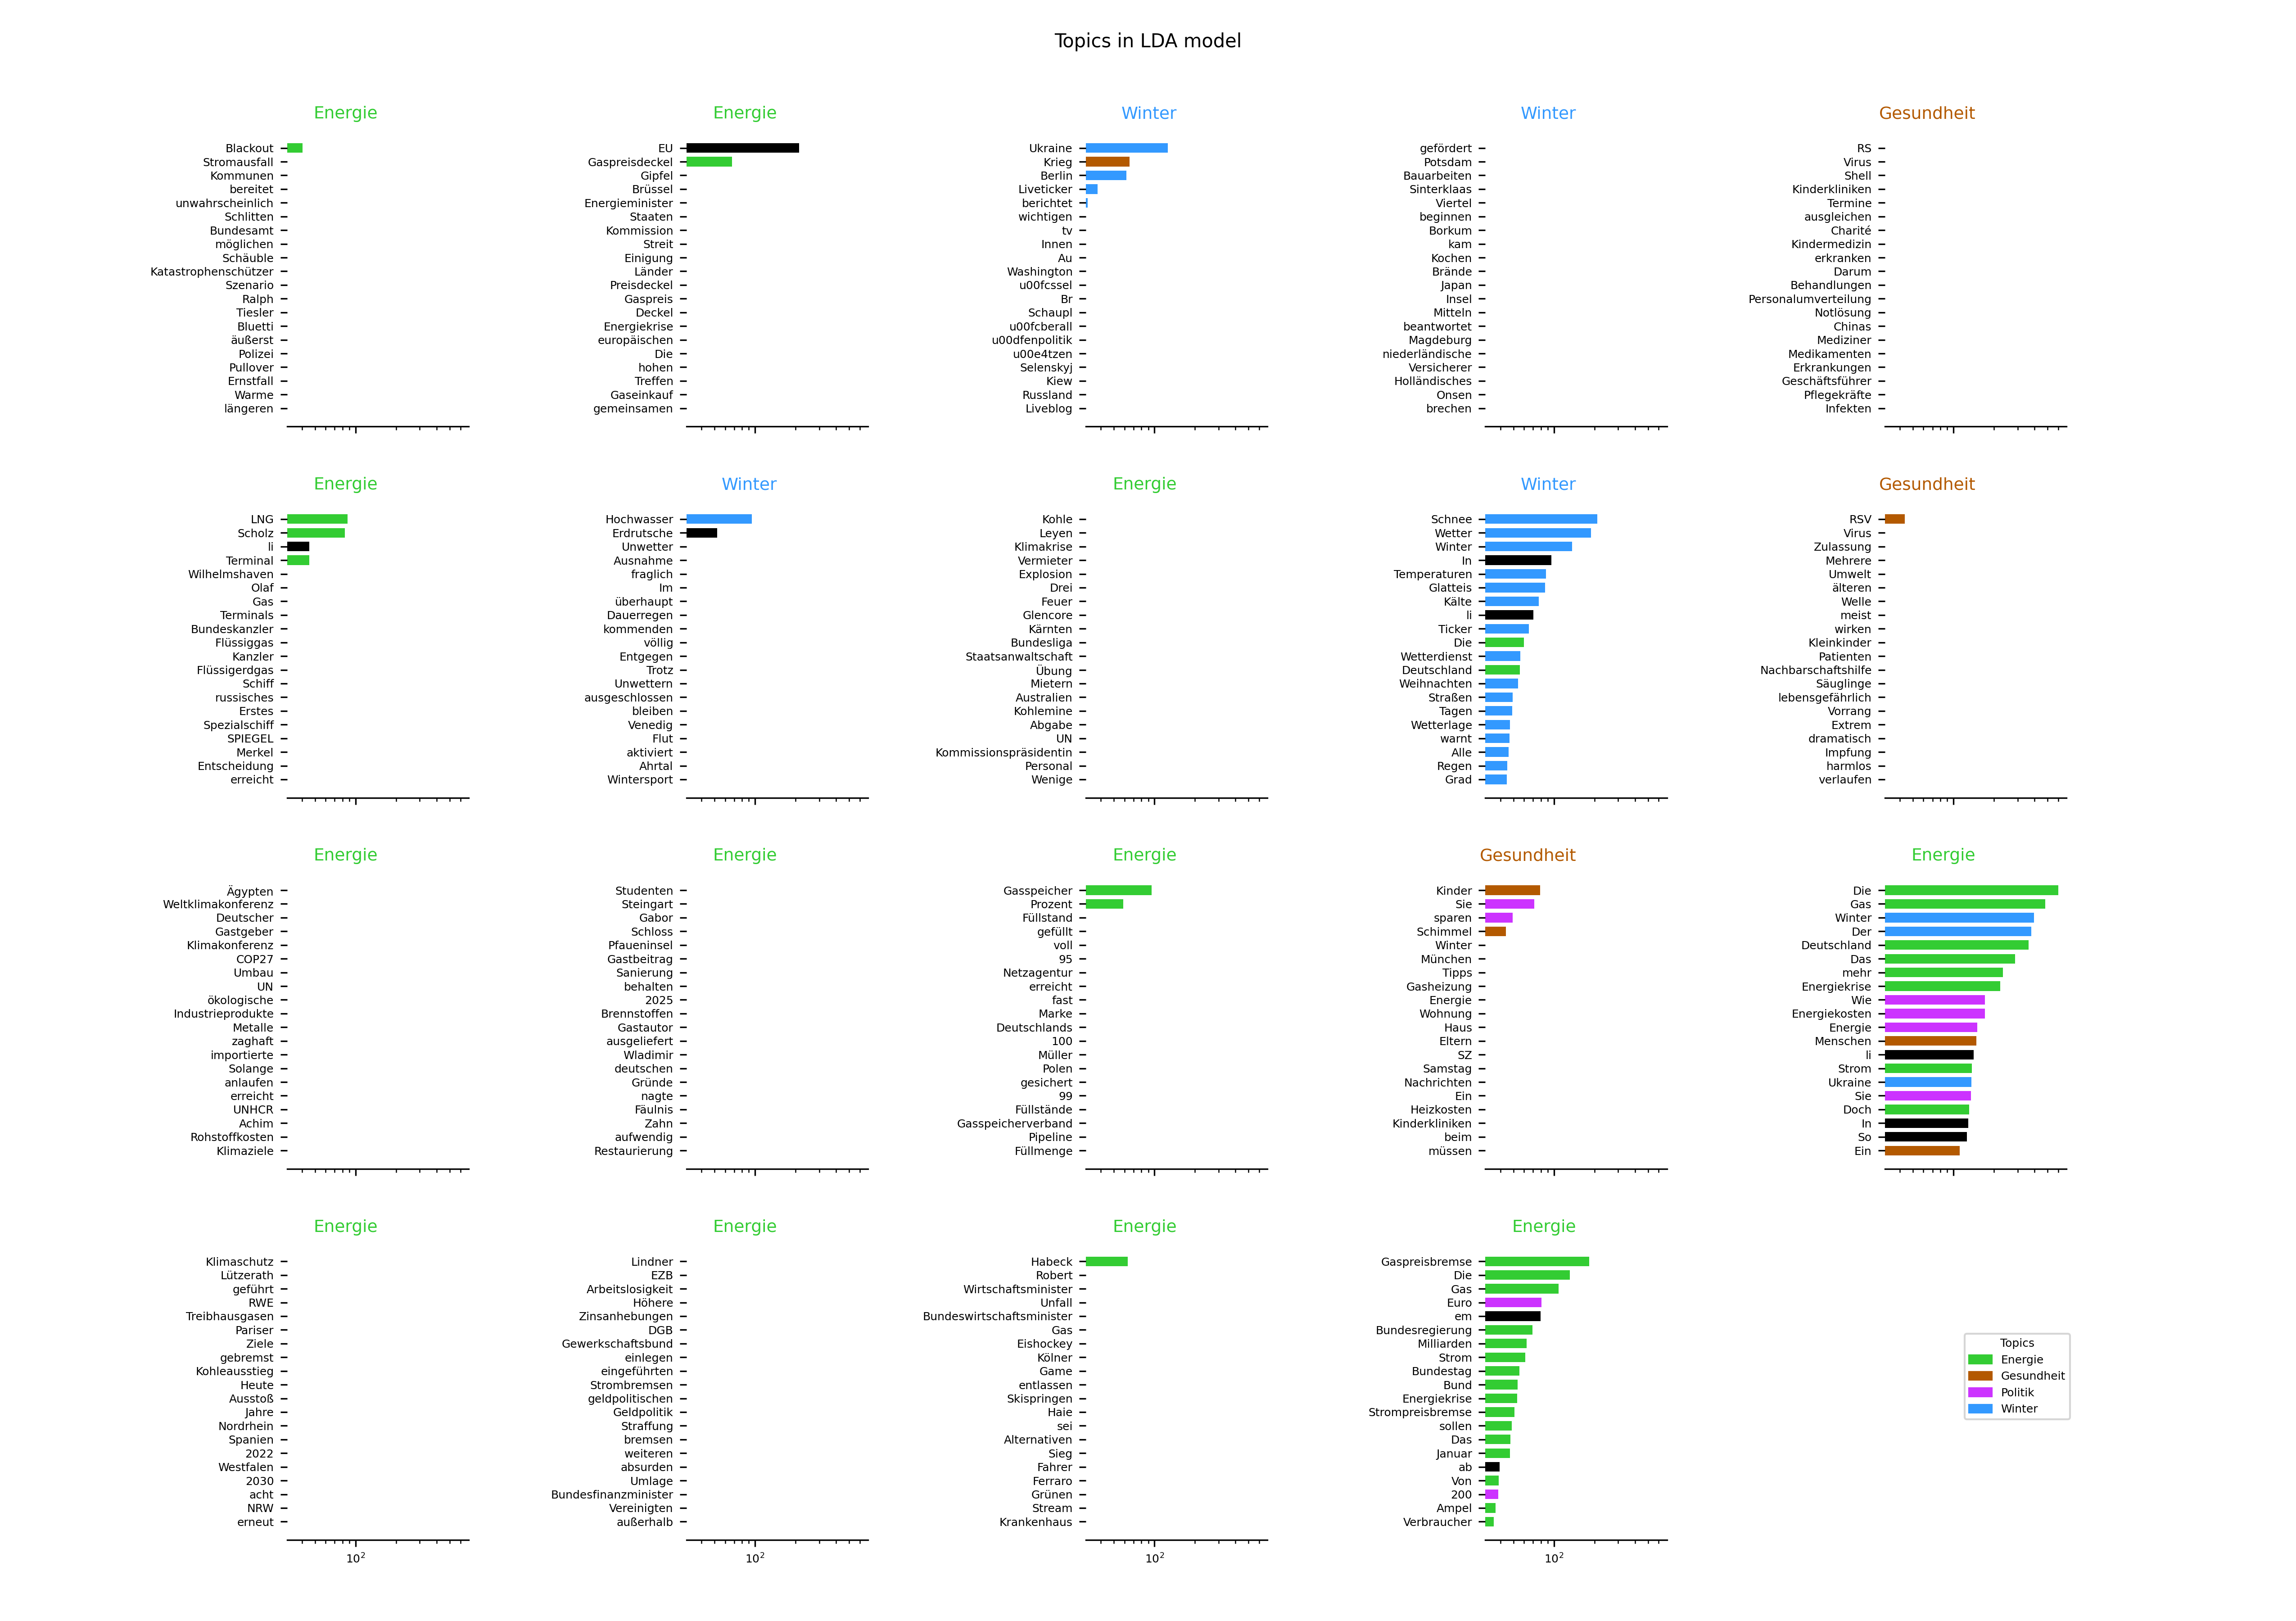 Topics in LDA model
Energie
Blackout
Stromausfall
Kommunen
bereitet
unwahrscheinlich
Schlitten
Bundesamt
möglichen
Schäuble
Katastrophenschützer
Szenario
Ralph
Tiesler
Bluetti
äußerst
Polizei
Pullover
Ernstfall
Warme
längeren
Energie
EU
Gaspreisdeckel
Gipfel
Brüssel
Energieminister
Staaten
Kommission
Streit
Einigung
Länder
Preisdeckel
Gaspreis
Deckel
Energiekrise
europäischen
Die
hohen
Treffen
Gaseinkauf
gemeinsamen
Winter
Ukraine
Krieg
Berlin
Liveticker
berichtet
wichtigen
tv
Innen
Au
Washington
u00fcssel
Br
Schaupl
u00fcberall
u00dfenpolitik
u00e4tzen
Selenskyj
Kiew
Russland
Liveblog
Winter
gefördert
Potsdam
Bauarbeiten
Sinterklaas
Viertel
beginnen
Borkum
kam
Kochen
Brände
Japan
Insel
Mitteln
beantwortet
Magdeburg
niederländische
Versicherer
Holländisches
Onsen
brechen
Gesundheit
RS
Virus
Shell
Kinderkliniken
Termine
ausgleichen
Charité
Kindermedizin
erkranken
Darum
Behandlungen
Personalumverteilung
Notlösung
Chinas
Mediziner
Medikamenten
Erkrankungen
Geschäftsführer
Pflegekräfte
Infekten
Energie
LNG
Scholz
li
Terminal
Wilhelmshaven
Olaf
Gas
Terminals
Bundeskanzler
Flüssiggas
Kanzler
Flüssigerdgas
Schiff
russisches
Erstes
Spezialschiff
SPIEGEL
Merkel
Entscheidung
erreicht
Winter
Hochwasser
Erdrutsche
Unwetter
Ausnahme
fraglich
Im
überhaupt
Dauerregen
kommenden
völlig
Entgegen
Trotz
Unwettern
ausgeschlossen
bleiben
Venedig
Flut
aktiviert
Ahrtal
Wintersport
Energie
Kohle
Leyen
Klimakrise
Vermieter
Explosion
Drei
Feuer
Glencore
Kärnten
Bundesliga
Staatsanwaltschaft
Übung
Mietern
Australien
Kohlemine
Abgabe
UN
Kommissionspräsidentin
Personal
Wenige
Winter
Schnee
Wetter
Winter
In
Temperaturen
Glatteis
Kälte
li
Ticker
Die
Wetterdienst
Deutschland
Weihnachten
Straßen
Tagen
Wetterlage
warnt
Alle
Regen
Grad
Gesundheit
RSV
Virus
Zulassung
Mehrere
Umwelt
älteren
Welle
meist
wirken
Kleinkinder
Patienten
Nachbarschaftshilfe
Säuglinge
lebensgefährlich
Vorrang
Extrem
dramatisch
Impfung
harmlos
verlaufen
Energie
Ägypten
Weltklimakonferenz
Deutscher
Gastgeber
Klimakonferenz
COP27
Umbau
UN
ökologische
Industrieprodukte
Metalle
zaghaft
importierte
Solange
anlaufen
erreicht
UNHCR
Achim
Rohstoffkosten
Klimaziele
Energie
Studenten
Steingart
Gabor
Schloss
Pfaueninsel
Gastbeitrag
Sanierung
behalten
2025
Brennstoffen
Gastautor
ausgeliefert
Wladimir
deutschen
Gründe
nagte
Fäulnis
Zahn
aufwendig
Restaurierung
Energie
Gasspeicher
Prozent
Füllstand
gefüllt
voll
95
Netzagentur
erreicht
fast
Marke
Deutschlands
100
Müller
Polen
gesichert
99
Füllstände
Gasspeicherverband
Pipeline
Füllmenge
Gesundheit
Kinder
Sie
sparen
Schimmel
Winter
München
Tipps
Gasheizung
Energie
Wohnung
Haus
Eltern
SZ
Samstag
Nachrichten
Ein
Heizkosten
Kinderkliniken
beim
müssen
Energie
Die
Gas
Winter
Der
Deutschland
Das
mehr
Energiekrise
Wie
Energiekosten
Energie
Menschen
li
Strom
Ukraine
Sie
Doch
In
So
Ein
Energie
Klimaschutz
Lützerath
geführt
RWE
Treibhausgasen
Pariser
Ziele
gebremst
Kohleausstieg
Heute
Ausstoß
Jahre
Nordrhein
Spanien
2022
Westfalen
2030
acht
NRW
erneut
10²
Energie
Lindner
EZB
Arbeitslosigkeit
Höhere
Zinsanhebungen
DGB
Gewerkschaftsbund
einlegen
eingeführten
Strombremsen
geldpolitischen
Geldpolitik
Straffung
bremsen
weiteren
absurden
Umlage
Bundesfinanzminister
Vereinigten
außerhalb
10²
Energie
Habeck
Robert
Wirtschaftsminister
Unfall
Bundeswirtschaftsminister
Gas
Eishockey
Kölner
Game
entlassen
Skispringen
Haie
sei
Alternativen
Sieg
Fahrer
Ferraro
Grünen
Stream
Krankenhaus
10²
Energie
Gaspreisbremse
Die
Gas
Euro
em
Bundesregierung
Milliarden
Strom
Bundestag
Bund
Energiekrise
Strompreisbremse
sollen
Das
Januar
ab
Von
200
Ampel
Verbraucher
10²
Topics
Energie
Gesundheit
Politik
Winter